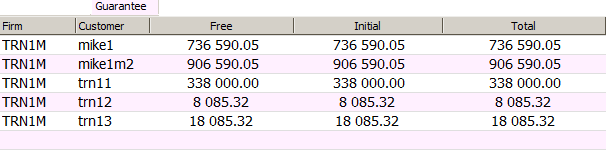 Guarantee
Firm Customer Free Initial Total
TRN1M mike1 736 590.05 736 590.05 736 590.05
TRN1M mike1m2 906 590.05 906 590.05 906 590.05
TRN1M trn11 338 000.00 338 000.00 338 000.00
TRN1M trn12 8 085.32 8 085.32 8 085.32
TRN1M trn13 18 085.32 18 085.32 18 085.32